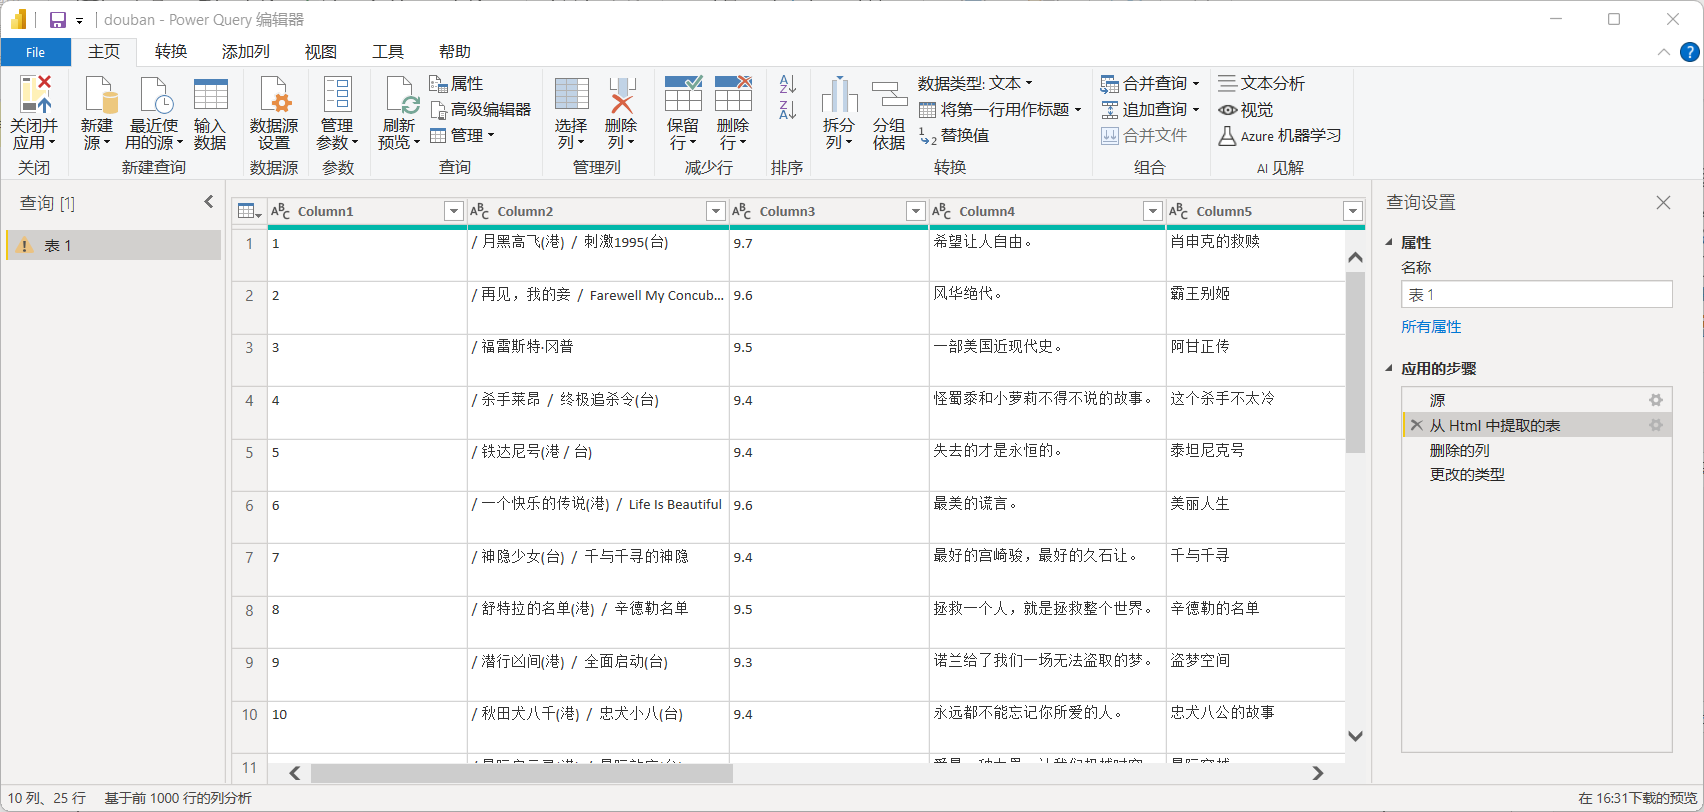 douban - Power Query 编辑器
File 主页 转换 添加列 视图 工具 帮助
关闭并应用
关闭
新建源
最近使用的源
输入数据
新建查询
数据源设置
数据源
管理参数
参数
刷新预览
属性
高级编辑器
管理
查询
选择列
删除列
管理列
保留行
删除行
减少行
排序
拆分列
分组依据
数据类型: 文本
将第一行用作标题
替换值
转换
合并查询
追加查询
合并文件
组合
文本分析
视觉
Azure 机器学习
AI 见解
查询 [1]
表 1
Column1 Column2 Column3 Column4 Column5
1 1 / 月黑高飞(港) / 刺激1995(台) 9.7 希望让人自由。 肖申克的救赎
2 2 / 再见，我的妾 / Farewell My Concub... 9.6 风华绝代。 霸王别姬
3 3 / 福雷斯特·冈普 9.5 一部美国近现代史。 阿甘正传
4 4 / 杀手莱昂 / 终极追杀令(台) 9.4 怪蜀黍和小萝莉不得不说的故事。 这个杀手不太冷
5 5 / 铁达尼号(港 / 台) 9.4 失去的才是永恒的。 泰坦尼克号
6 6 / 一个快乐的传说(港) / Life Is Beautiful 9.6 最美的谎言。 美丽人生
7 7 / 神隐少女(台) / 千与千寻的神隐 9.4 最好的宫崎骏，最好的久石让。 千与千寻
8 8 / 舒特拉的名单(港) / 辛德勒名单 9.5 拯救一个人，就是拯救整个世界。 辛德勒的名单
9 9 / 潜行凶间(港) / 全面启动(台) 9.3 诺兰给了我们一场无法盗取的梦。 盗梦空间
10 10 / 秋田犬八千(港) / 忠犬小八(台) 9.4 永远都不能忘记你所爱的人。 忠犬八公的故事
11
查询设置
属性
名称
表 1
所有属性
应用的步骤
源
从 Html 中提取的表
删除的列
更改的类型
10 列、25 行 基于前 1000 行的列分析
在 16:31下载的预览